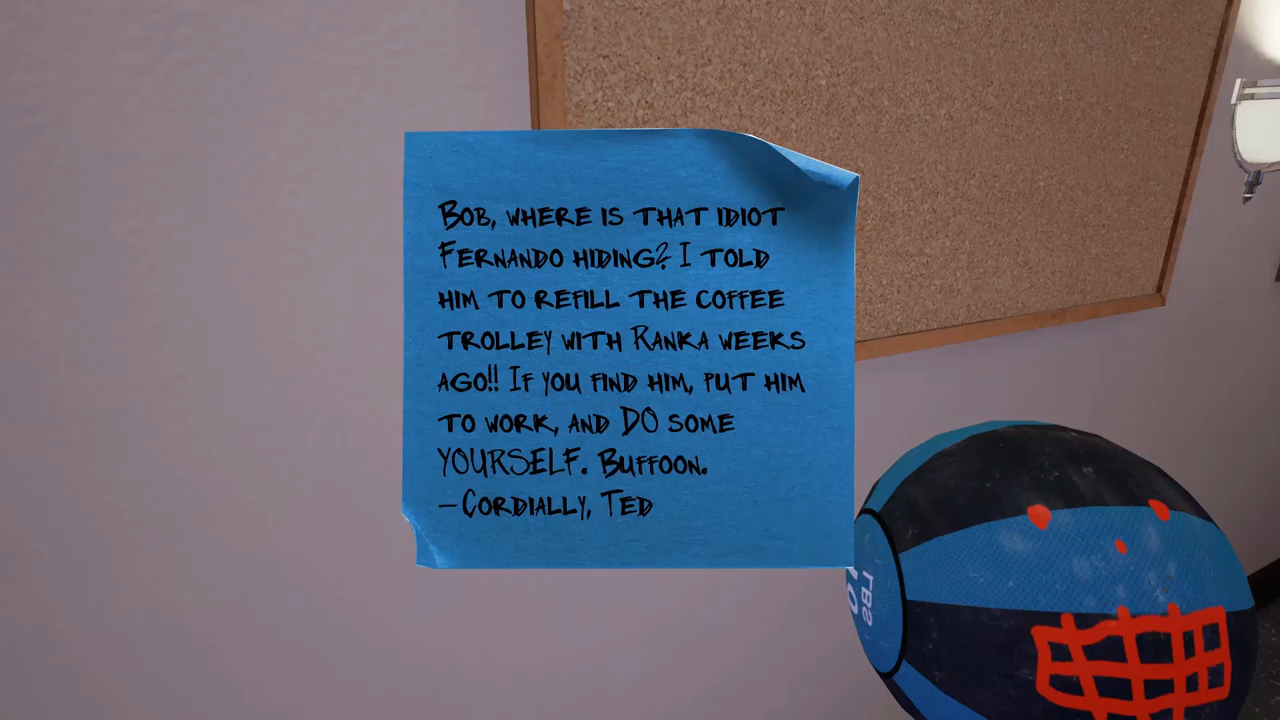 Bob, where is that idiot
Fernando hiding? I told
him to refill the coffee
trolley with Ranka weeks
ago!! If you find him, put him
to work, and DO some
YOURSELF. Buffoon.
–Cordially, Ted
LBS